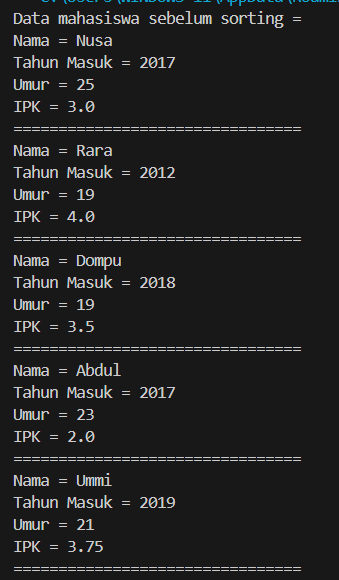 Data mahasiswa sebelum sorting =
Nama = Nusa
Tahun Masuk = 2017
Umur = 25
IPK = 3.0
================================
Nama = Rara
Tahun Masuk = 2012
Umur = 19
IPK = 4.0
================================
Nama = Dompu
Tahun Masuk = 2018
Umur = 19
IPK = 3.5
================================
Nama = Abdul
Tahun Masuk = 2017
Umur = 23
IPK = 2.0
================================
Nama = Ummi
Tahun Masuk = 2019
Umur = 21
IPK = 3.75
================================